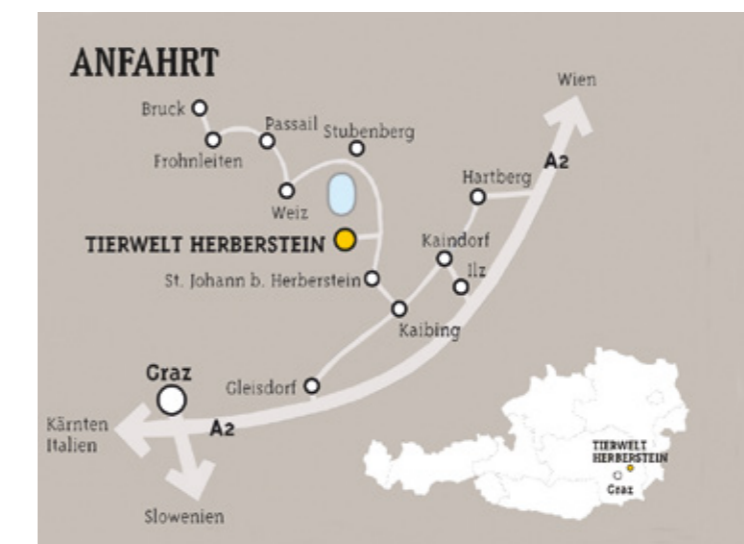 ANFAHRT
Wien
Bruck
Passail
Stubenberg
Frohnleiten
A2
Hartberg
Weiz
TIERWELT HERBERSTEIN
Kaindorf
Ilz
St. Johann b. Herberstein
Kaibing
Graz
Gleisdorf
Kärnten
Italien
A2
Slowenien
TIERWELT
HERBERSTEIN
Graz